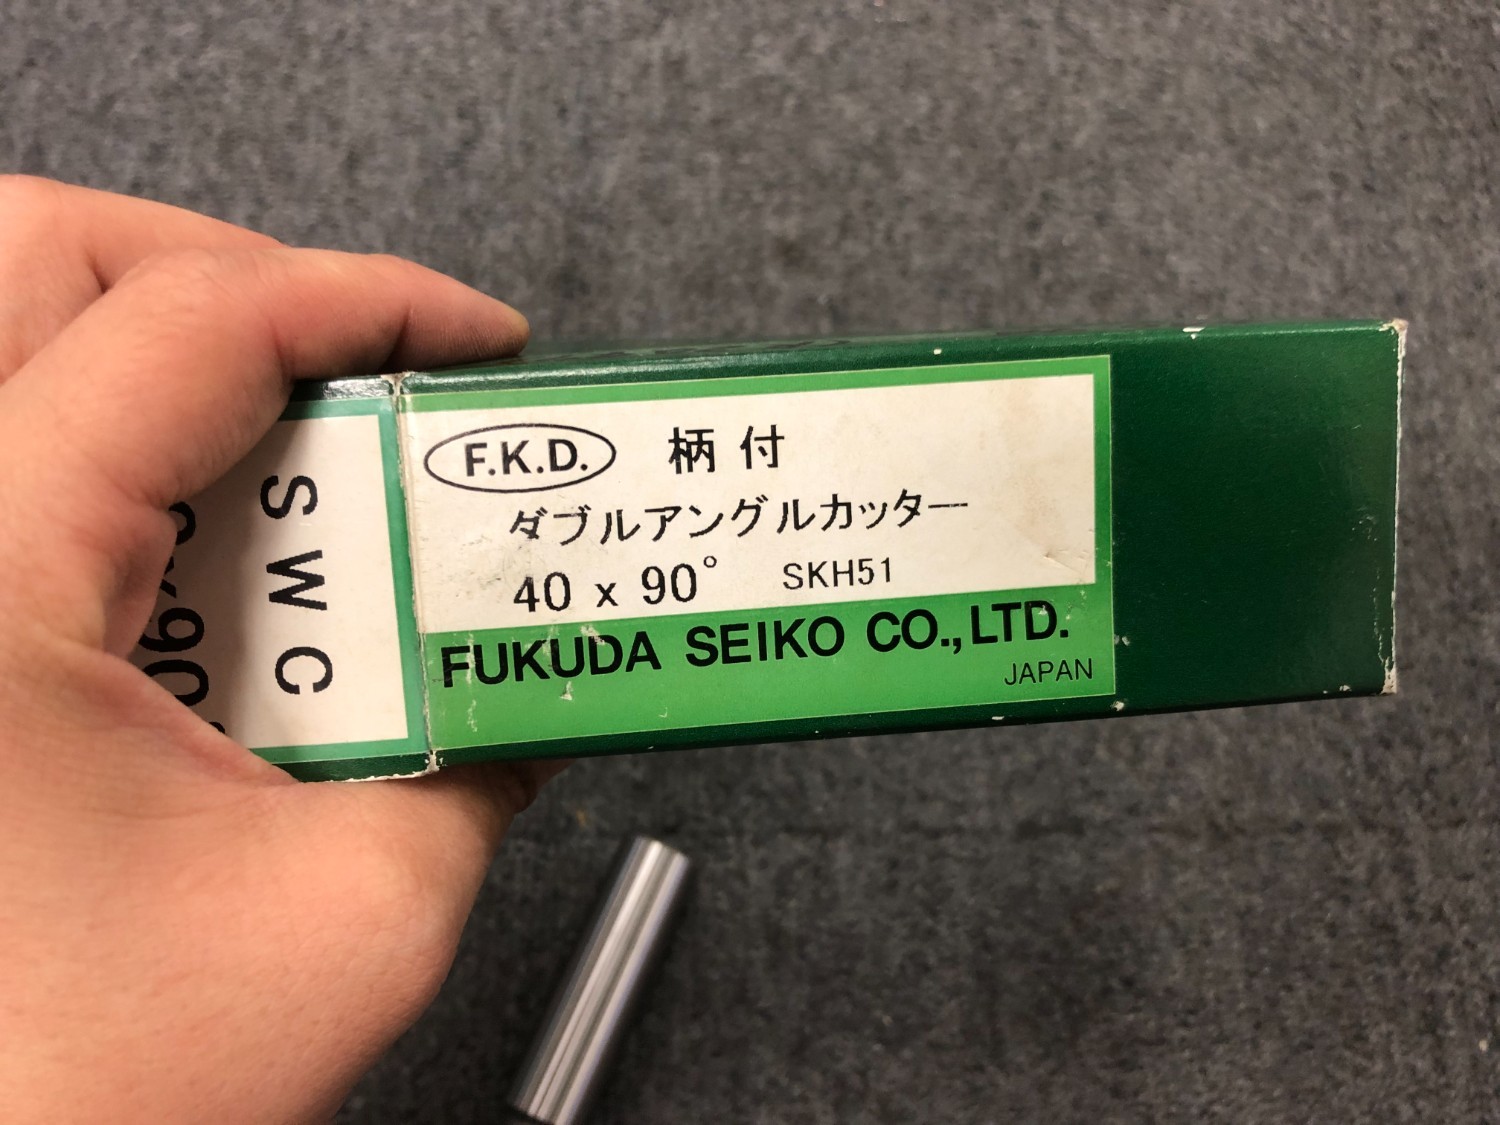 F.K.D. 柄付
ダブルアングルカッター
40 x 90° SKH51
FUKUDA SEIKO CO.,LTD.
JAPAN
SWC